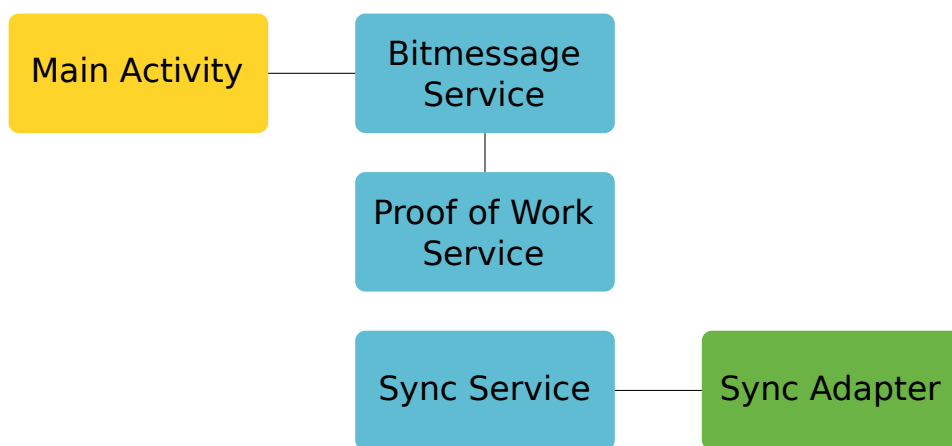 Main Activity
Bitmessage
Service
Proof of Work
Service
Sync Service
Sync Adapter